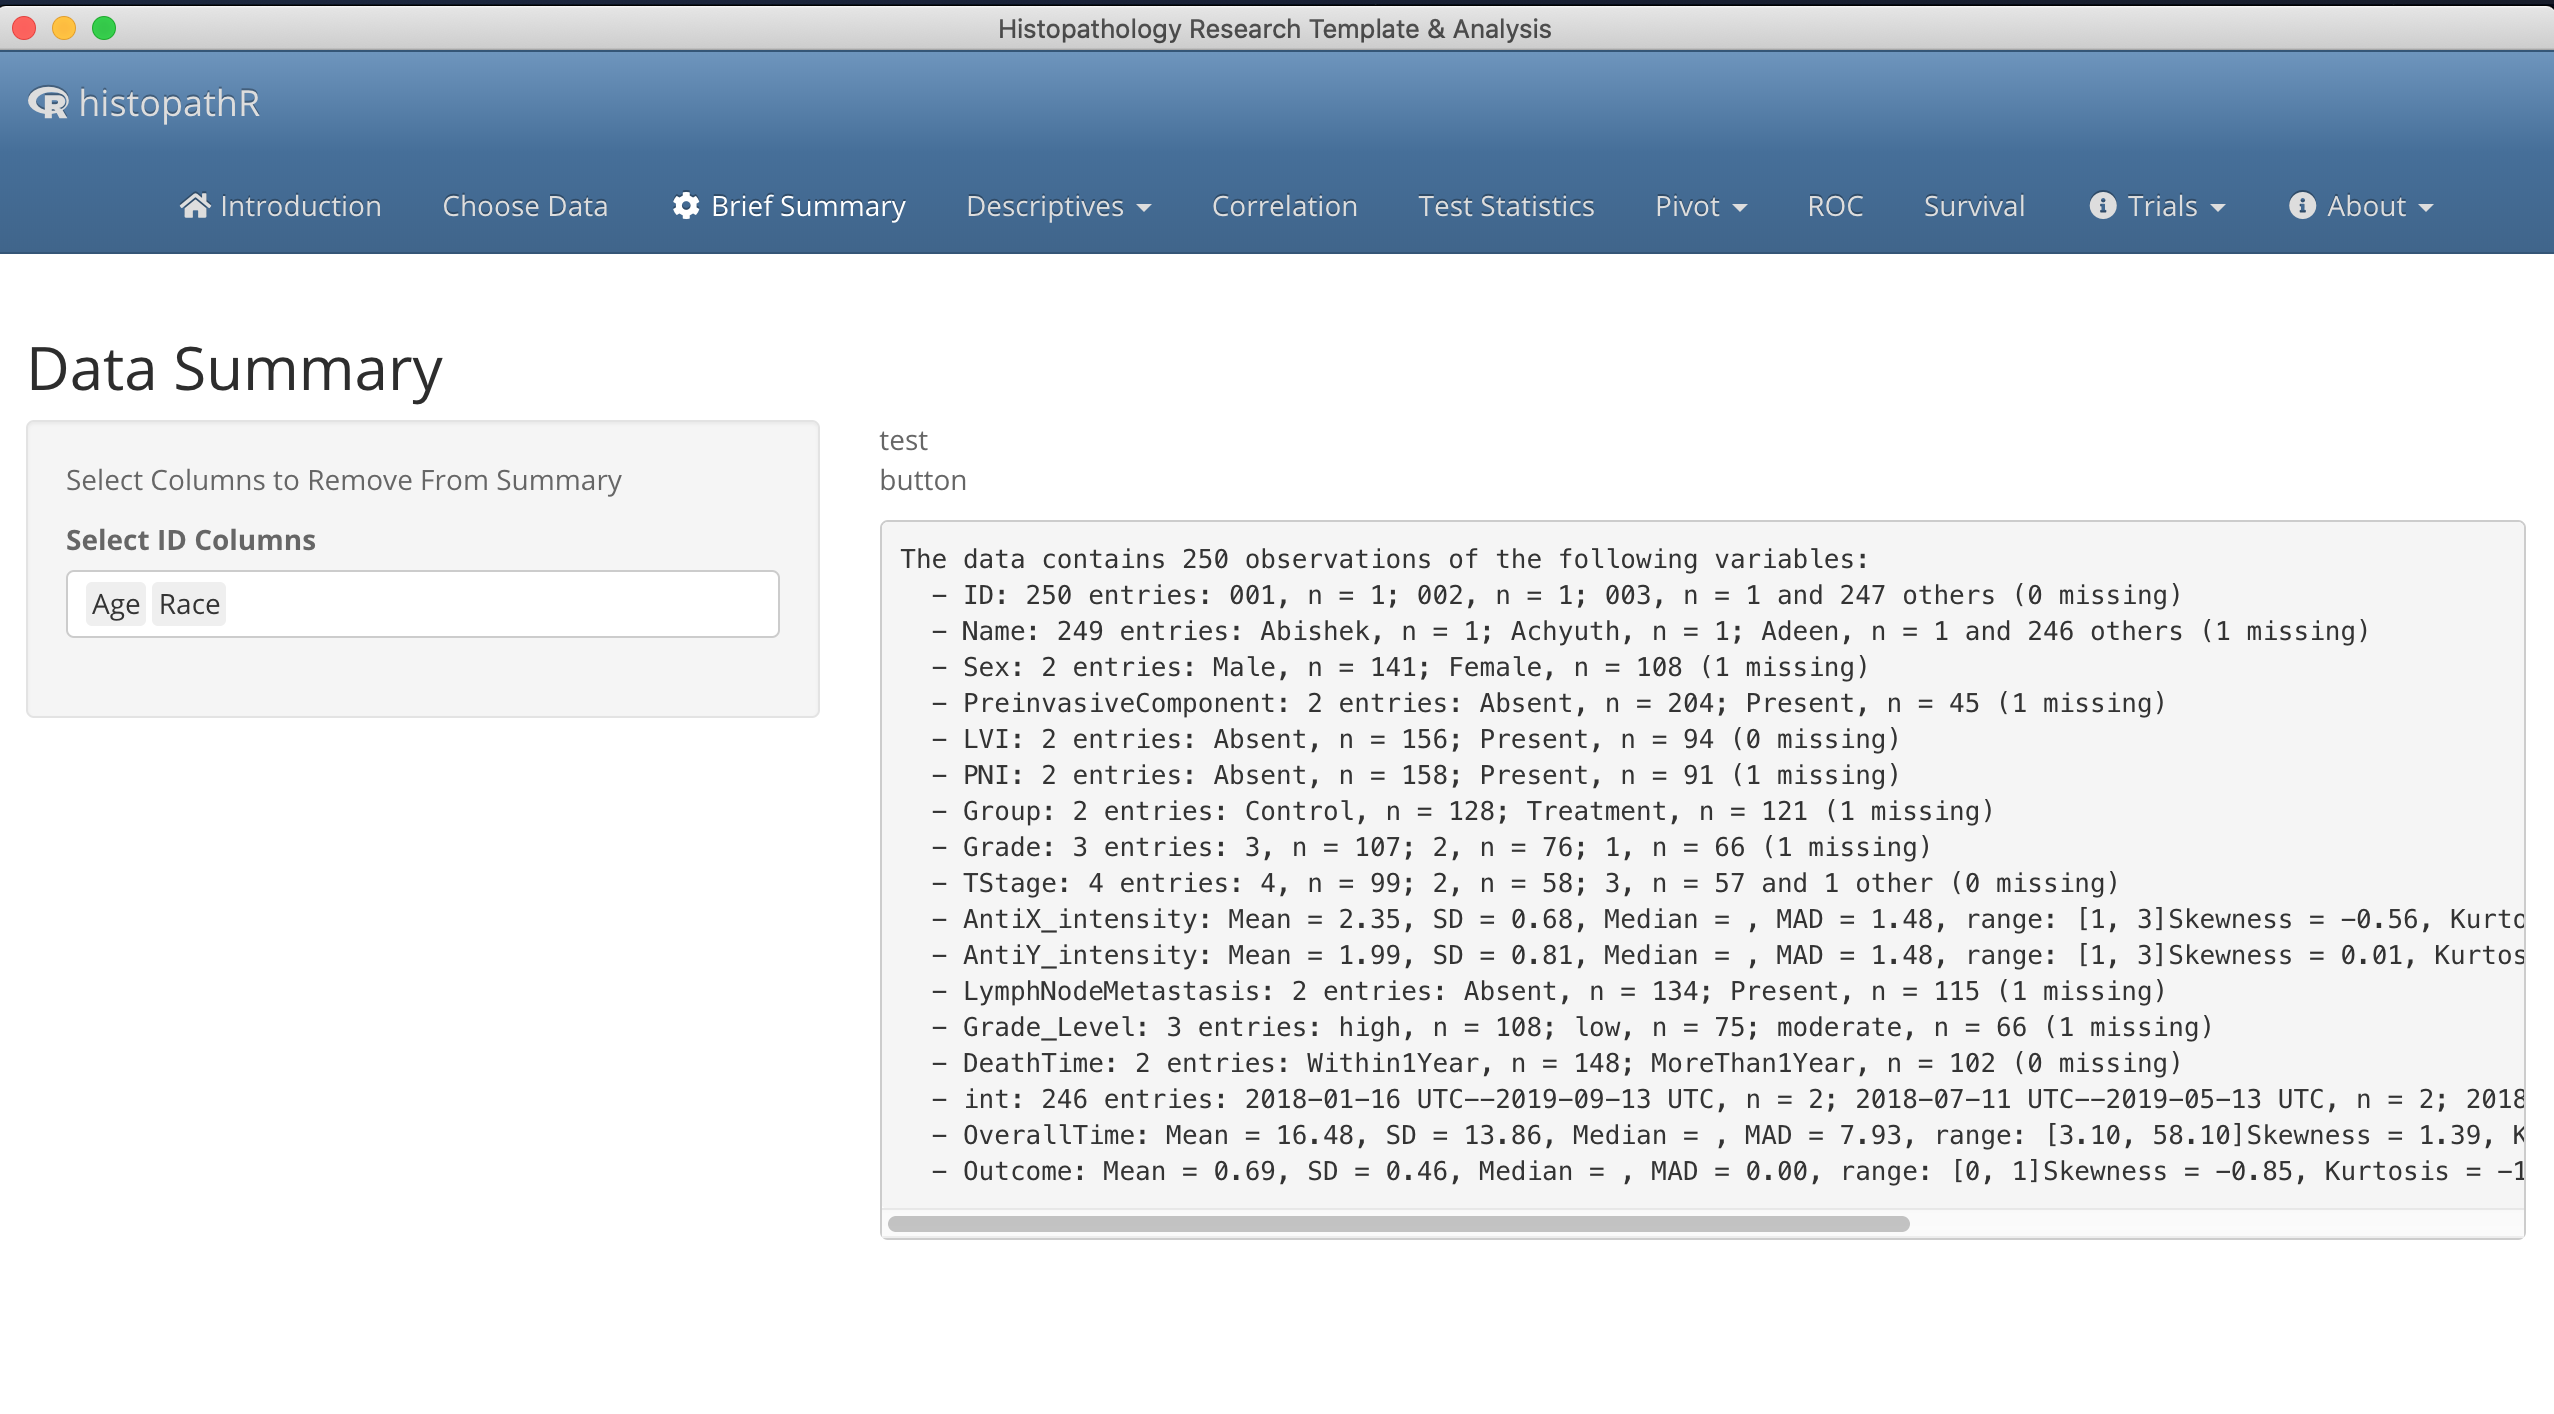 Histopathology Research Template & Analysis
histopathR
Introduction Choose Data Brief Summary Descriptives Correlation Test Statistics Pivot ROC Survival Trials About
Data Summary
Select Columns to Remove From Summary
Select ID Columns
Age Race
test
button
The data contains 250 observations of the following variables:
– ID: 250 entries: 001, n = 1; 002, n = 1; 003, n = 1 and 247 others (0 missing)
– Name: 249 entries: Abishek, n = 1; Achyuth, n = 1; Adeen, n = 1 and 246 others (1 missing)
– Sex: 2 entries: Male, n = 141; Female, n = 108 (1 missing)
– PreinvasiveComponent: 2 entries: Absent, n = 204; Present, n = 45 (1 missing)
– LVI: 2 entries: Absent, n = 156; Present, n = 94 (0 missing)
– PNI: 2 entries: Absent, n = 158; Present, n = 91 (1 missing)
– Group: 2 entries: Control, n = 128; Treatment, n = 121 (1 missing)
– Grade: 3 entries: 3, n = 107; 2, n = 76; 1, n = 66 (1 missing)
– TStage: 4 entries: 4, n = 99; 2, n = 58; 3, n = 57 and 1 other (0 missing)
– AntiX_intensity: Mean = 2.35, SD = 0.68, Median = , MAD = 1.48, range: [1, 3]Skewness = –0.56, Kurto
– AntiY_intensity: Mean = 1.99, SD = 0.81, Median = , MAD = 1.48, range: [1, 3]Skewness = 0.01, Kurtos
– LymphNodeMetastasis: 2 entries: Absent, n = 134; Present, n = 115 (1 missing)
– Grade_Level: 3 entries: high, n = 108; low, n = 75; moderate, n = 66 (1 missing)
– DeathTime: 2 entries: Within1Year, n = 148; MoreThan1Year, n = 102 (0 missing)
– int: 246 entries: 2018–01–16 UTC––2019–09–13 UTC, n = 2; 2018–07–11 UTC––2019–05–13 UTC, n = 2; 2018
– OverallTime: Mean = 16.48, SD = 13.86, Median = , MAD = 7.93, range: [3.10, 58.10]Skewness = 1.39, K
– Outcome: Mean = 0.69, SD = 0.46, Median = , MAD = 0.00, range: [0, 1]Skewness = –0.85, Kurtosis = –1